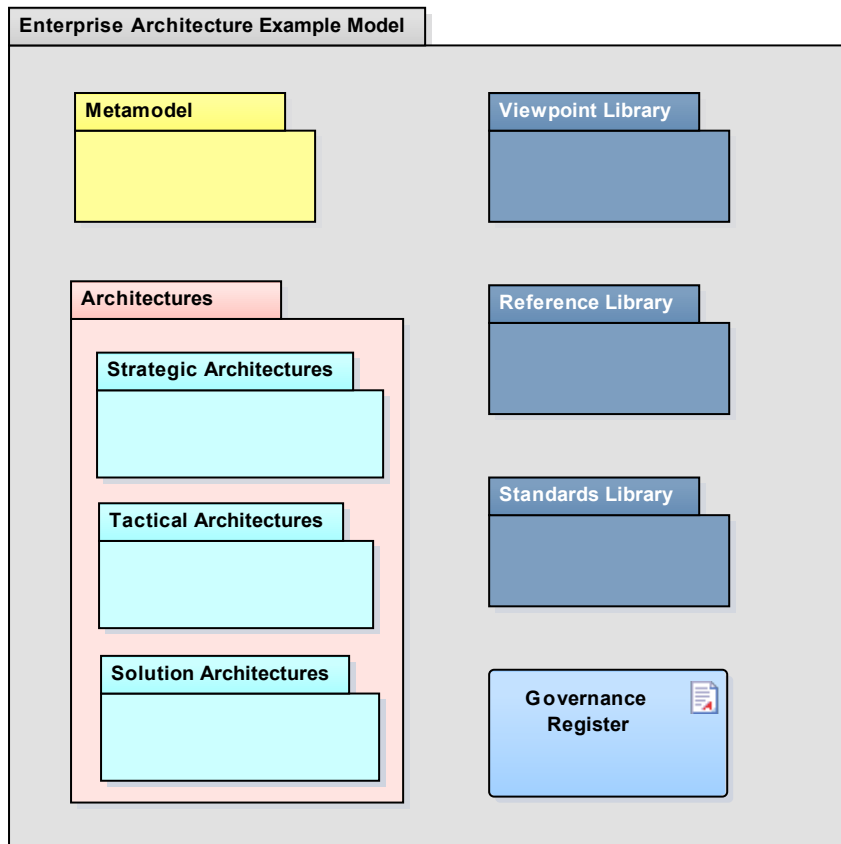 Enterprise Architecture Example Model
Metamodel
Viewpoint Library
Architectures
Reference Library
Strategic Architectures
Tactical Architectures
Standards Library
Solution Architectures
Governance
Register